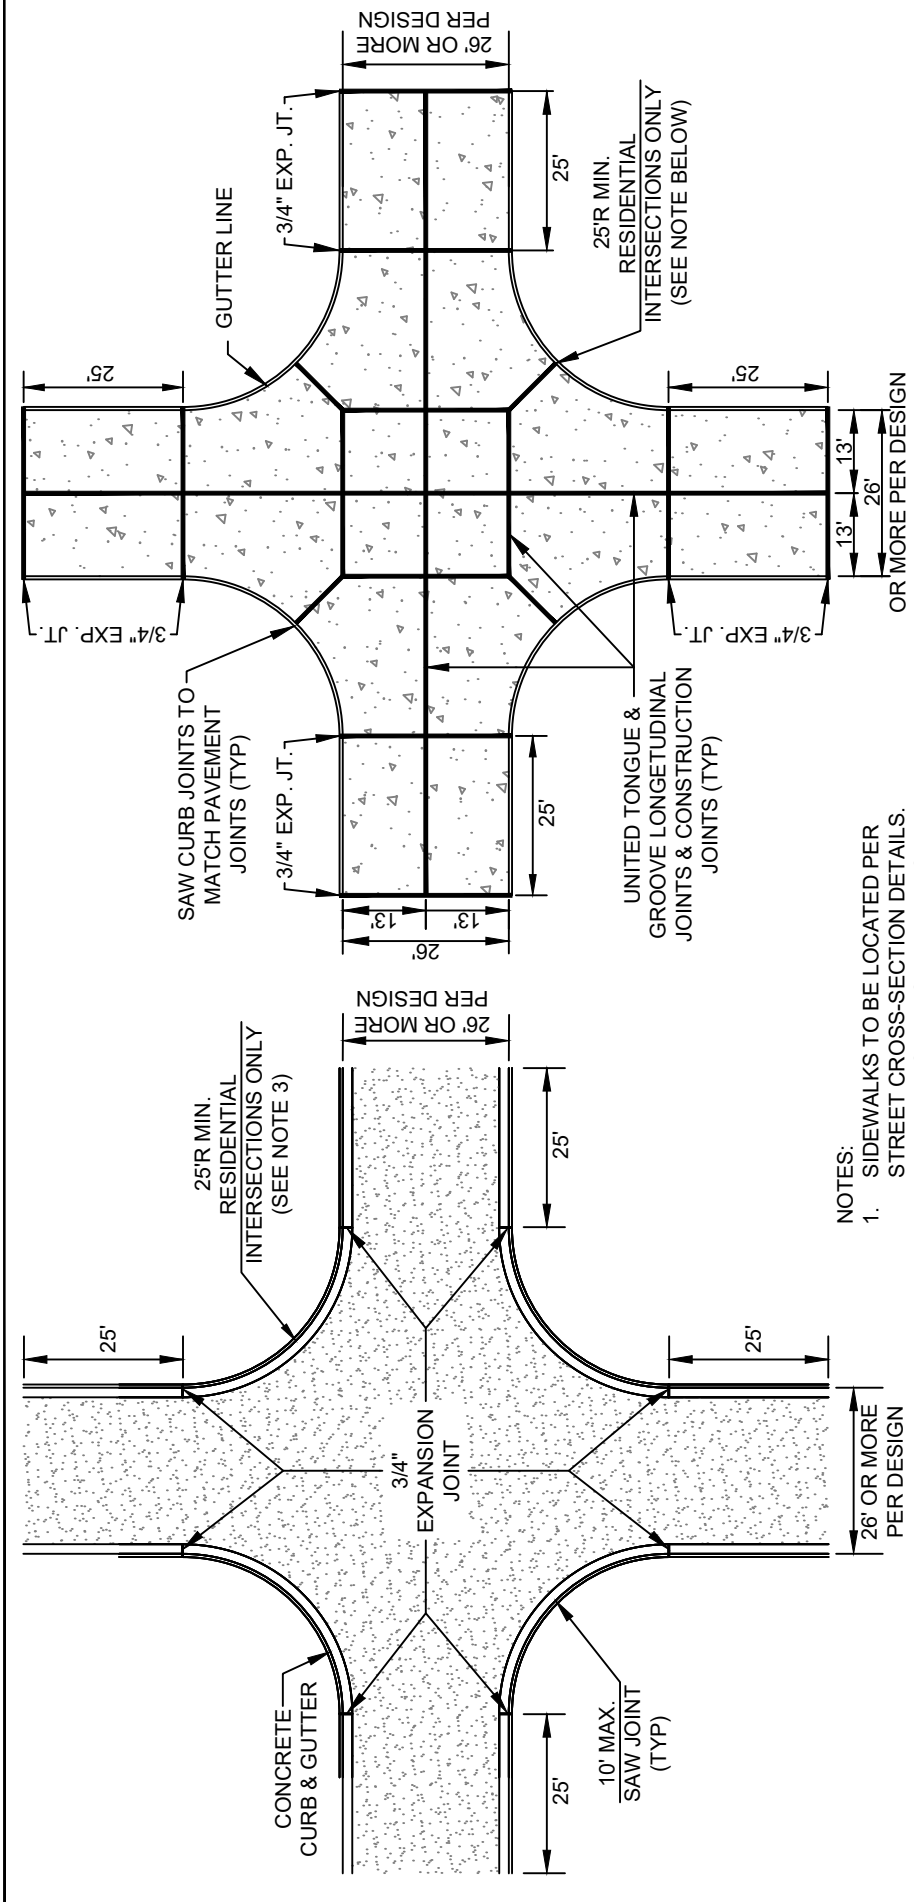 25'R MIN.
RESIDENTIAL
INTERSECTIONS ONLY
(SEE NOTE 3)
25'
CONCRETE
CURB & GUTTER
3/4"
EXPANSION
JOINT
26' OR MORE
PER DESIGN
25'
25'
10' MAX.
SAW JOINT
(TYP)
25'
26' OR MORE
PER DESIGN
SAW CURB JOINTS TO
MATCH PAVEMENT
JOINTS (TYP)
3/4" EXP. JT.
25'
GUTTER LINE
3/4" EXP. JT.
3/4" EXP. JT.
26' OR MORE
PER DESIGN
13'
13'
26'
25'
25'
25'R MIN.
RESIDENTIAL
INTERSECTIONS ONLY
(SEE NOTE BELOW)
UNITED TONGUE &
GROOVE LONGETUDINAL
JOINTS & CONSTRUCTION
JOINTS (TYP)
3/4" EXP. JT.
25'
13'
13'
26'
OR MORE PER DESIGN
NOTES:
1. SIDEWALKS TO BE LOCATED PER
STREET CROSS-SECTION DETAILS.